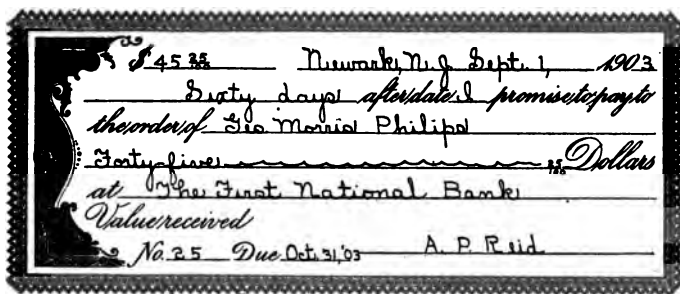 $ 45 25/100 Newark, N.J. Sept. 1, 1903
Sixty days after date I promise to pay to
the order of Geo Morris Philips
Forty-five 25/100 Dollars
at The First National Bank
Value received
No. 25 Due Oct. 31, '03 A. P. Reid